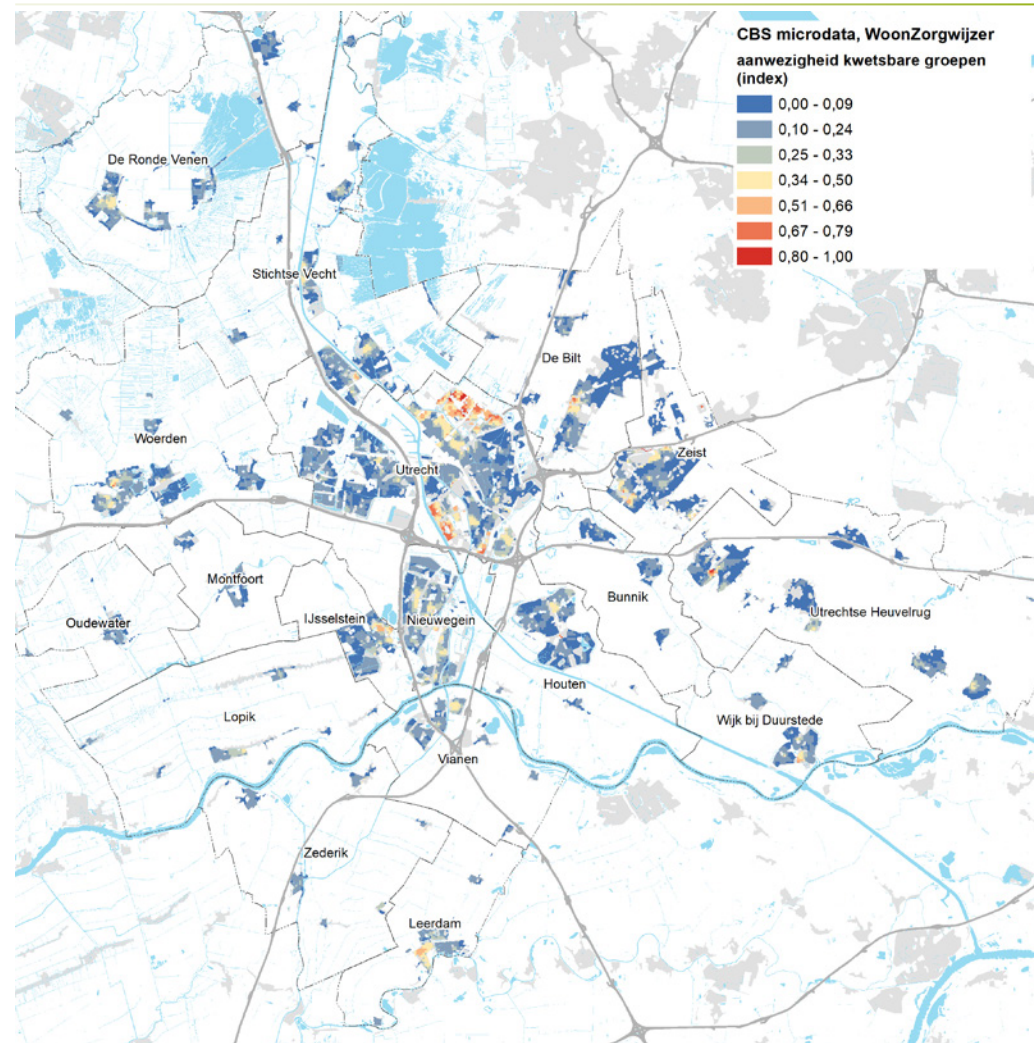 CBS microdata, WoonZorgwijzer
aanwezigheid kwetsbare groepen
(index)
0,00 - 0,09
0,10 - 0,24
0,25 - 0,33
0,34 - 0,50
0,51 - 0,66
0,67 - 0,79
0,80 - 1,00
De Ronde Venen
Stichtse Vecht
De Bilt
Woerden
Utrecht
Zeist
Montfoort
Oudewater
IJsselstein
Nieuwegein
Bunnik
Utrechtse Heuvelrug
Houten
Lopik
Wijk bij Duurstede
Vianen
Zederik
Leerdam